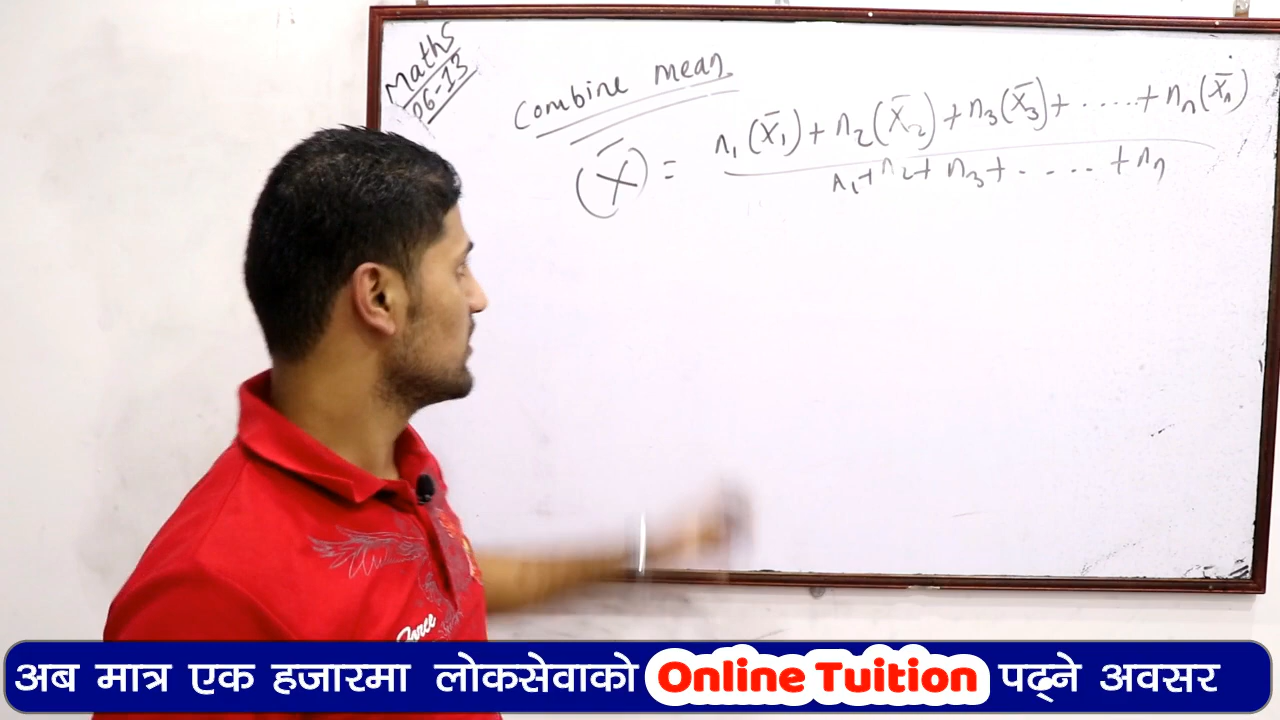 Maths
06-13
Combine mean
(X̄) = n₁(X̄₁) + n₂(X̄₂) + n₃(X̄₃) + ..... + nₙ(X̄ₙ)
n₁ + n₂ + n₃ + ..... + nₙ
Force
अब मात्र एक हजारमा लोकसेवाको Online Tuition पढ्ने अवसर